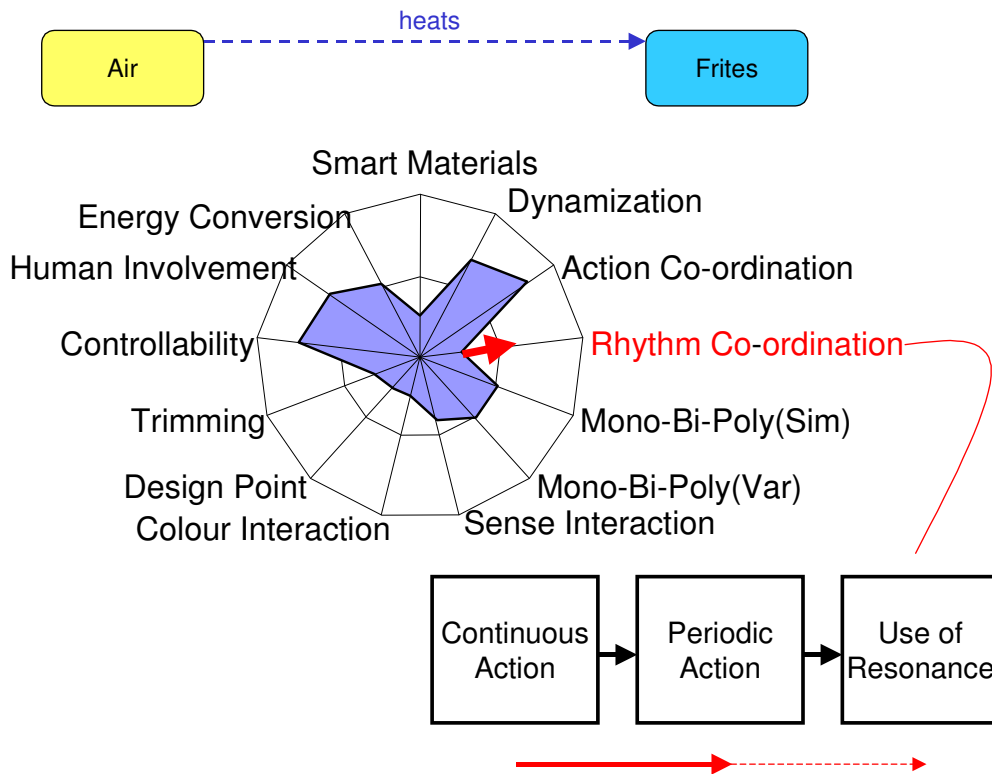 heats
Air
Frites
Smart Materials
Energy Conversion
Dynamization
Human Involvement
Action Co-ordination
Controllability
Rhythm Co-ordination
Trimming
Mono-Bi-Poly(Sim)
Design Point
Mono-Bi-Poly(Var)
Colour Interaction
Sense Interaction
Continuous
Action
Periodic
Action
Use of
Resonance